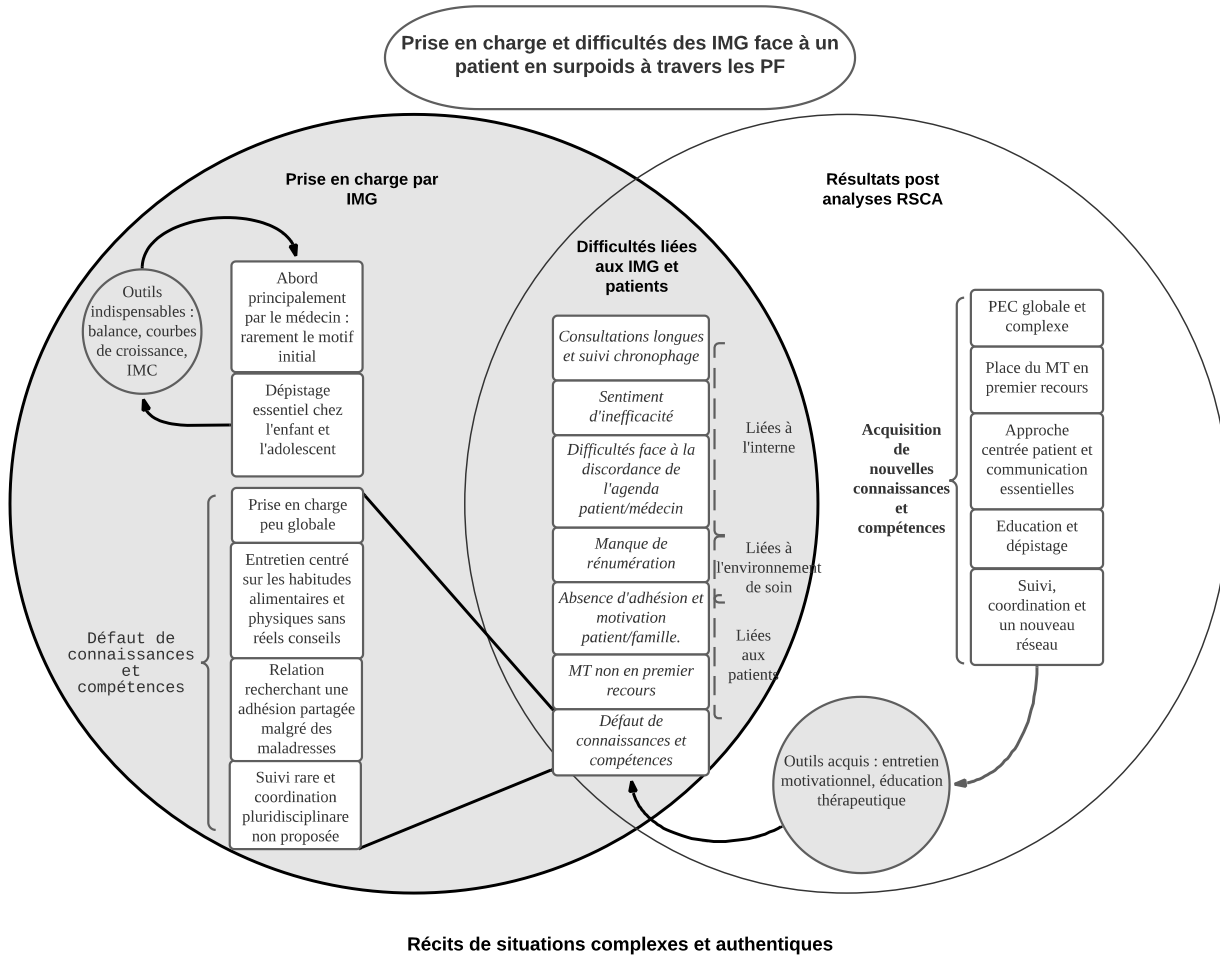 Prise en charge et difficultés des IMG face à un
patient en surpoids à travers les PF
Prise en charge par
IMG
Outils
indispensables :
balance, courbes
de croissance,
IMC
Abord
principalement
par le médecin :
rarement le motif
initial
Dépistage
essentiel chez
l'enfant et
l'adolescent
Défaut de
connaissances
et
compétences
Prise en charge
peu globale
Entretien centré
sur les habitudes
alimentaires et
physiques sans
réels conseils
Relation
recherchant une
adhésion partagée
malgré des
maladresses
Suivi rare et
coordination
pluridisciplinare
non proposée
Difficultés liées
aux IMG et
patients
Consultations longues
et suivi chronophage
Sentiment
d'inefficacité
Difficultés face à la
discordance de
l'agenda
patient/médecin
Manque de
rénumération
Absence d'adhésion et
motivation
patient/famille.
MT non en premier
recours
Défaut de
connaissances et
compétences
Liées à
l'interne
Liées à
l'environnement
de soin
Liées
aux
patients
Résultats post
analyses RSCA
Acquisition
de
nouvelles
connaissances
et
compétences
PEC globale et
complexe
Place du MT en
premier recours
Approche
centrée patient et
communication
essentielles
Education et
dépistage
Suivi,
coordination et
un nouveau
réseau
Outils acquis : entretien
motivationnel, éducation
thérapeutique
Récits de situations complexes et authentiques